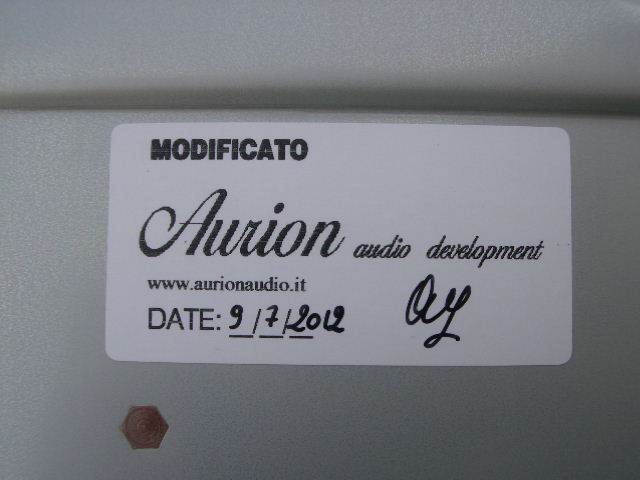 MODIFICATO
Aurion audio development
www.aurionaudio.it
DATE: 9/7/2012